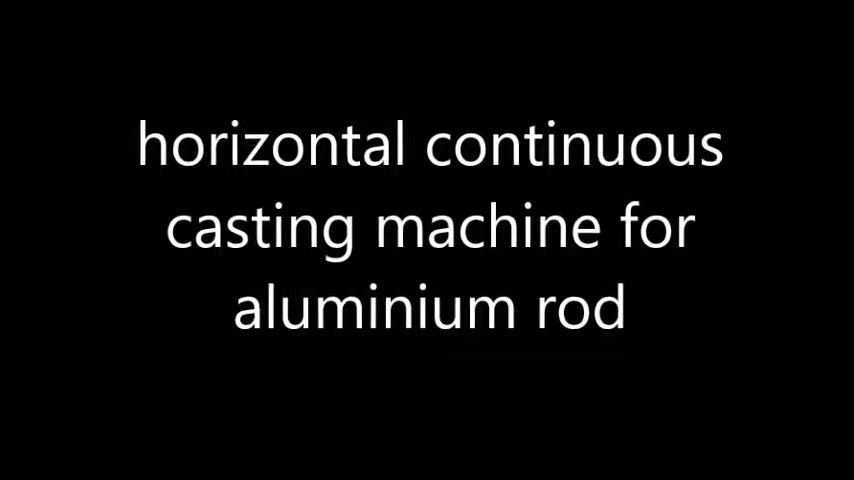 horizontal continuous
casting machine for
aluminium rod